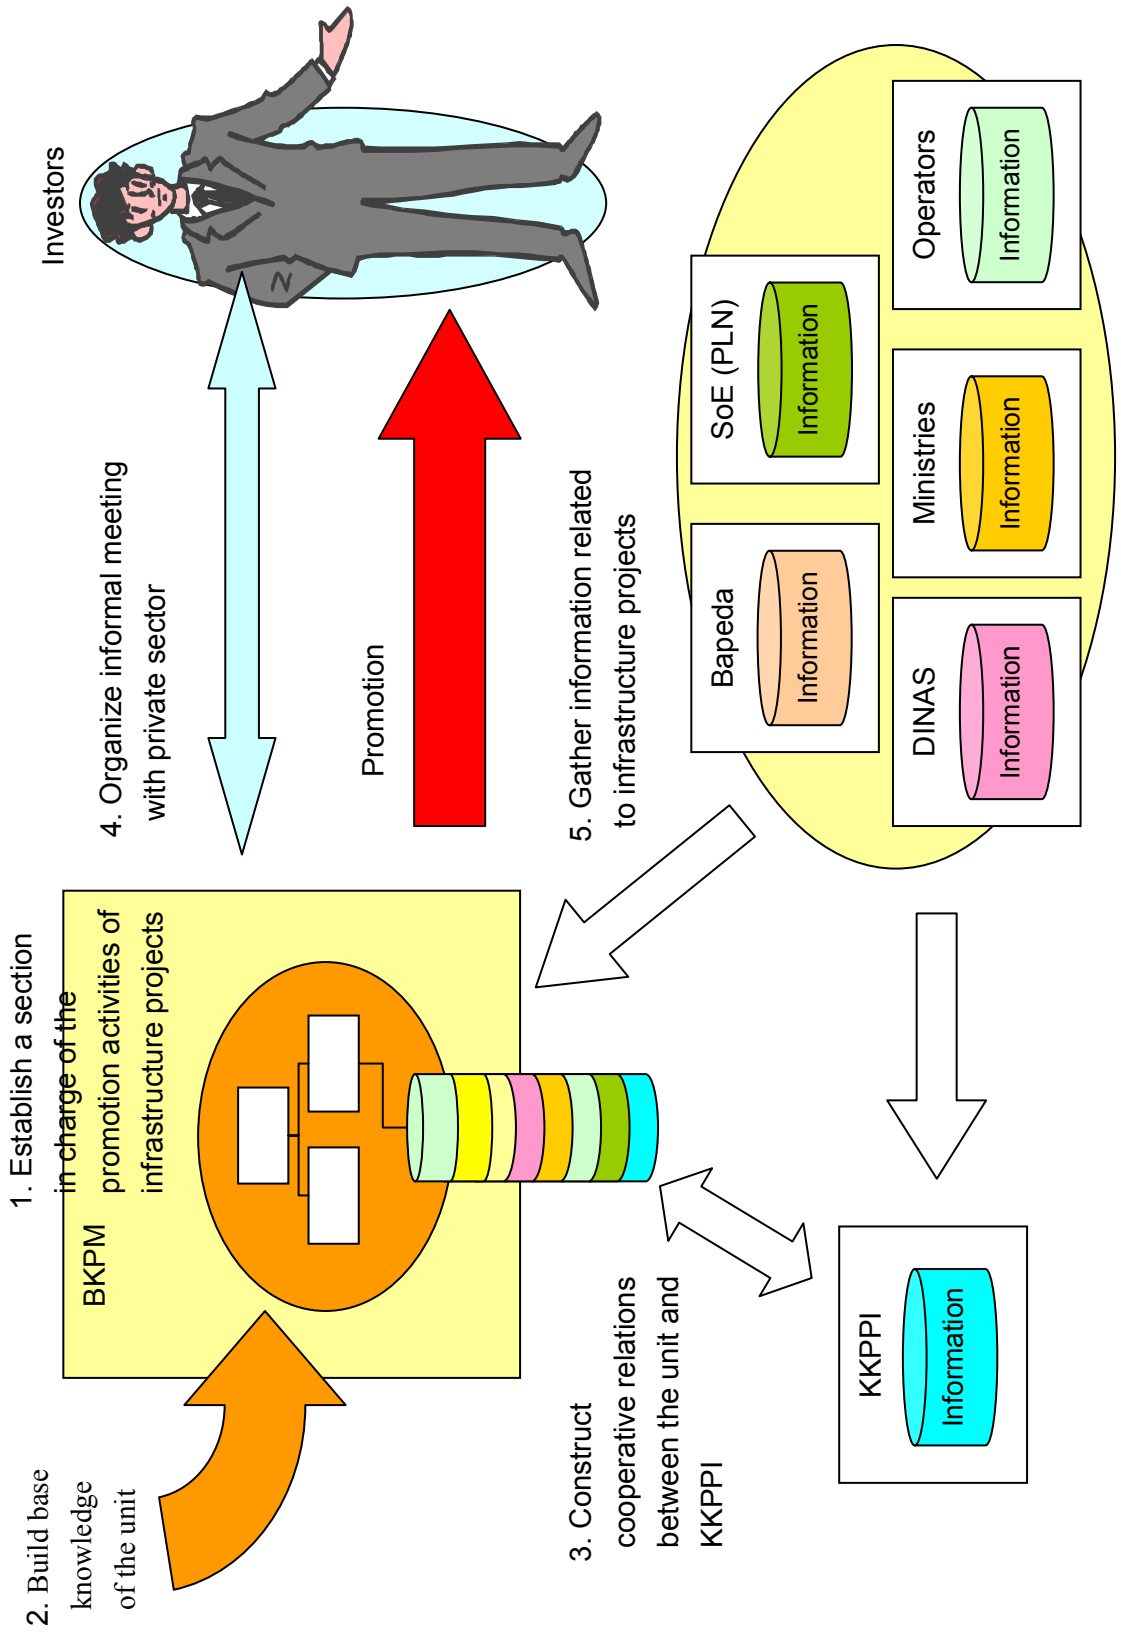 1. Establish a section
in charge of the
promotion activities of
infrastructure projects
BKPM
2. Build base
knowledge
of the unit
3. Construct
cooperative relations
between the unit and
KKPPI
4. Organize informal meeting
with private sector
Investors
Promotion
5. Gather information related
to infrastructure projects
KKPPI
Information
Bapeda
Information
SoE (PLN)
Information
DINAS
Information
Ministries
Information
Operators
Information